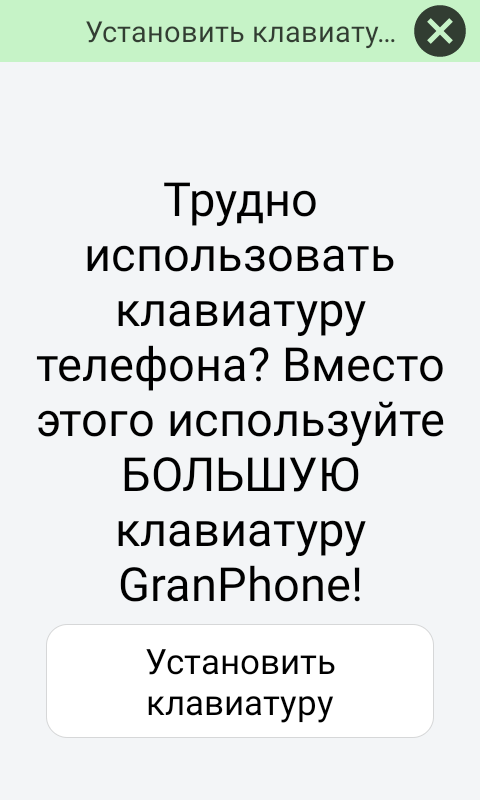 Установить клавиату...
Трудно
использовать
клавиатуру
телефона? Вместо
этого используйте
БОЛЬШУЮ
клавиатуру
GranPhone!
Установить
клавиатуру